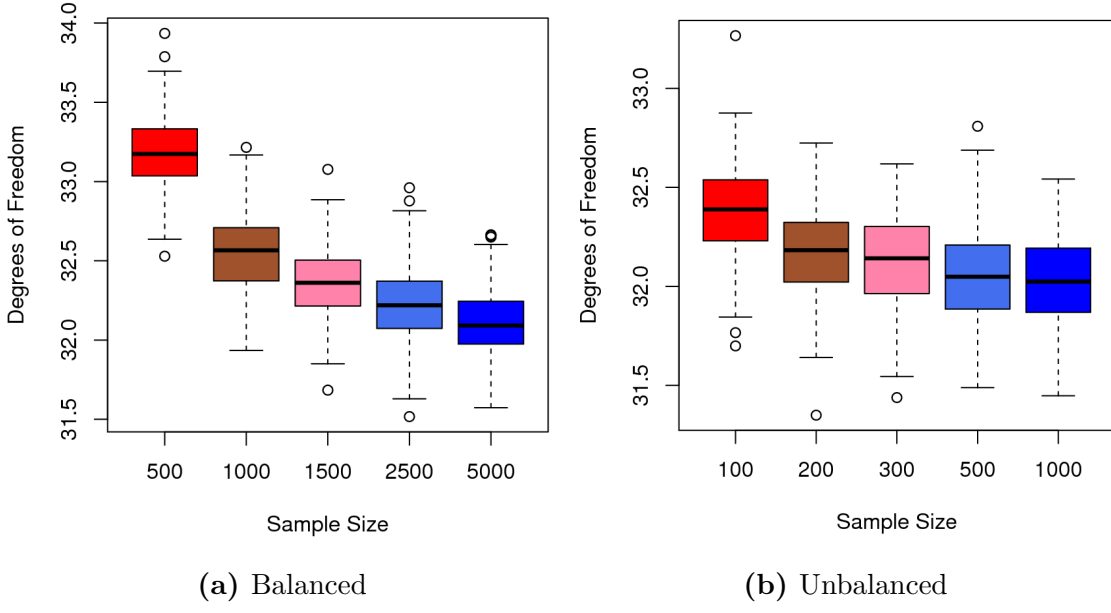 Degrees of Freedom
34.0
33.5
33.0
32.5
32.0
31.5
500 1000 1500 2500 5000
Sample Size
(a) Balanced
Degrees of Freedom
33.0
32.5
32.0
31.5
100 200 300 500 1000
Sample Size
(b) Unbalanced